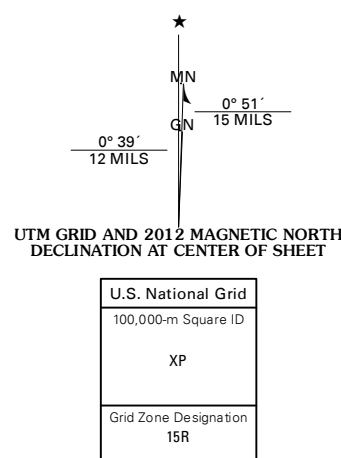 ★
MN
0° 51´
15 MILS
GN
0° 39´
12 MILS
UTM GRID AND 2012 MAGNETIC NORTH
DECLINATION AT CENTER OF SHEET
U.S. National Grid
100,000-m Square ID
XP
Grid Zone Designation
15R